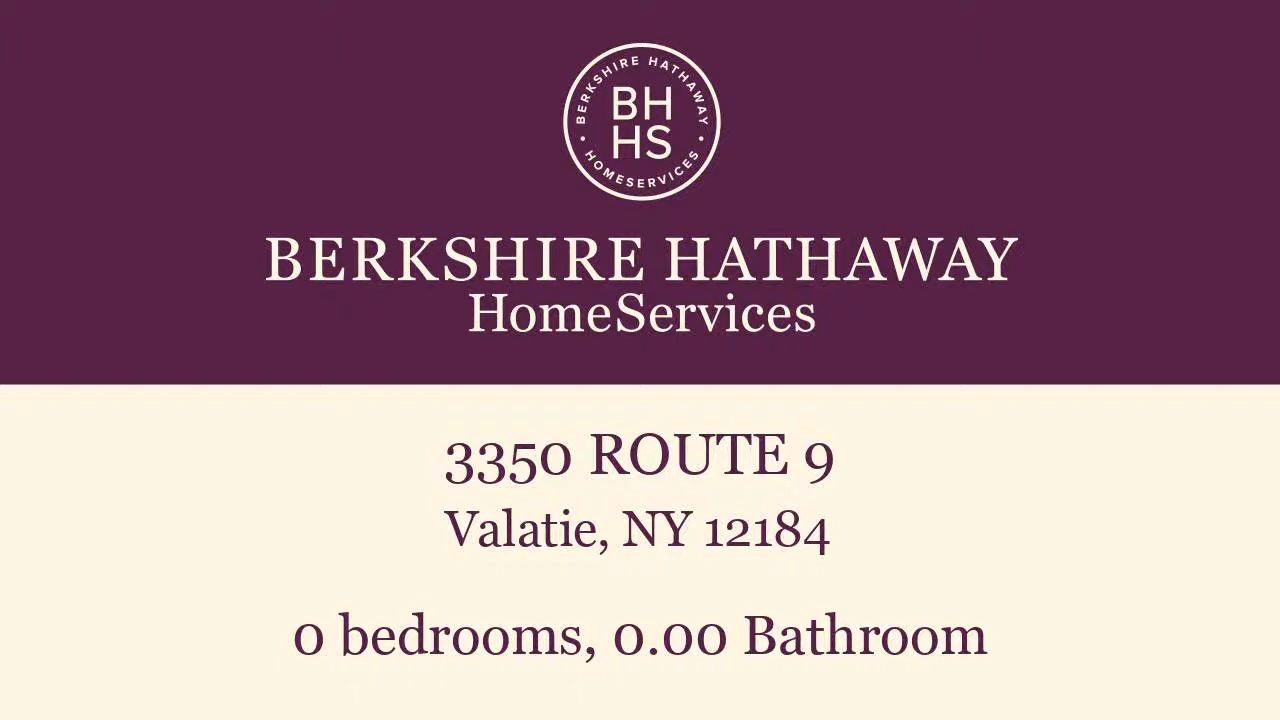 BERKSHIRE HATHAWAY
BH
HS
HOMESERVICES
BERKSHIRE HATHAWAY
HomeServices
3350 ROUTE 9
Valatie, NY 12184
0 bedrooms, 0.00 Bathroom